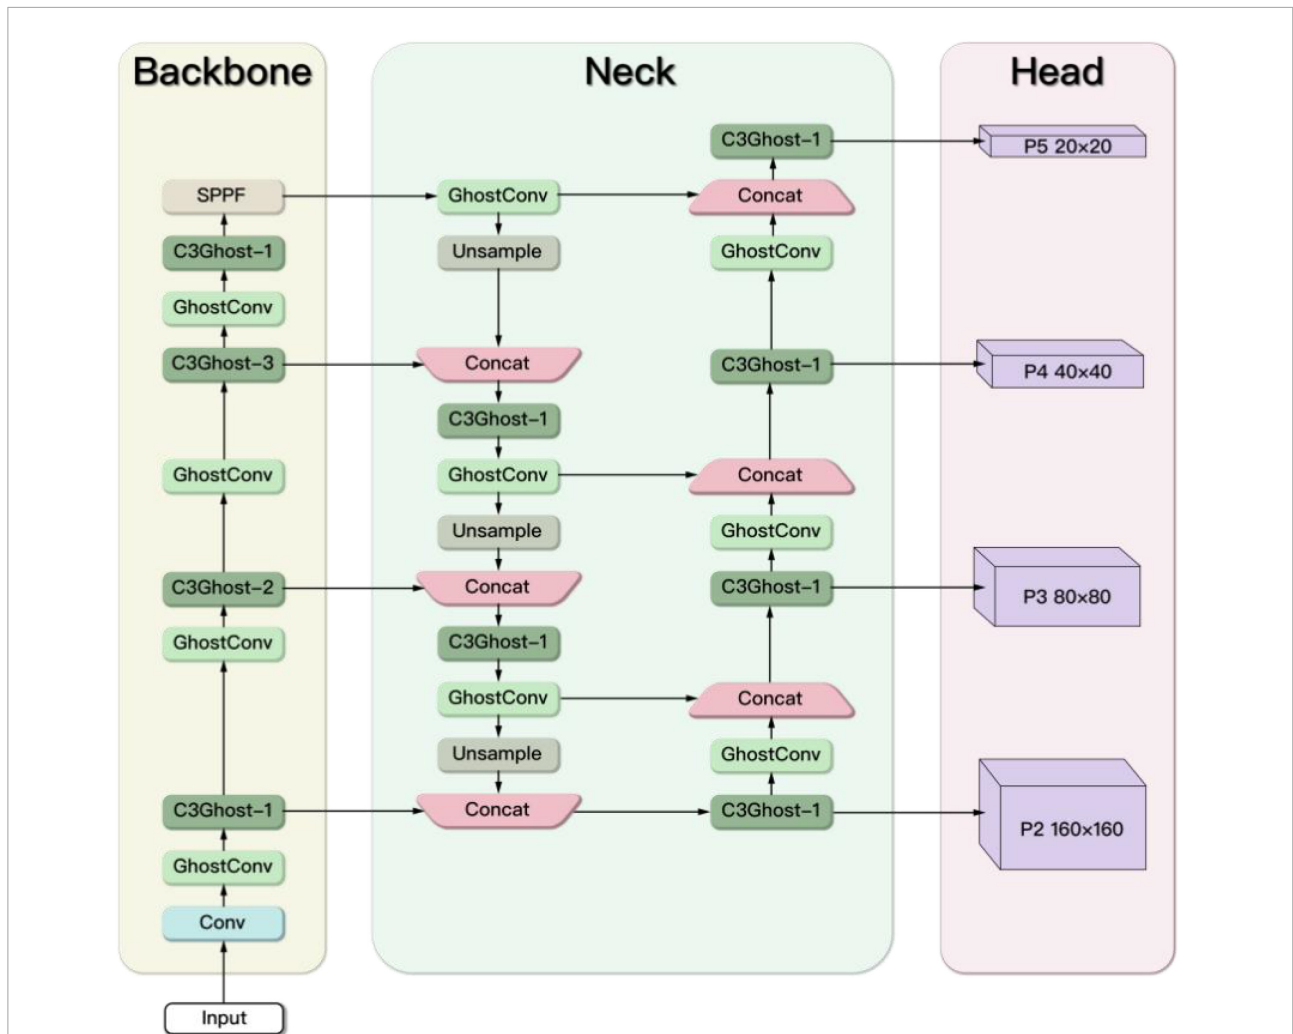 Backbone
Neck
Head
SPPF
C3Ghost-1
GhostConv
C3Ghost-3
GhostConv
C3Ghost-2
GhostConv
C3Ghost-1
GhostConv
Conv
Input
GhostConv
Unsample
Concat
C3Ghost-1
GhostConv
Unsample
Concat
C3Ghost-1
GhostConv
Unsample
Concat
C3Ghost-1
Concat
GhostConv
C3Ghost-1
Concat
GhostConv
C3Ghost-1
Concat
GhostConv
C3Ghost-1
P5 20×20
P4 40×40
P3 80×80
P2 160×160